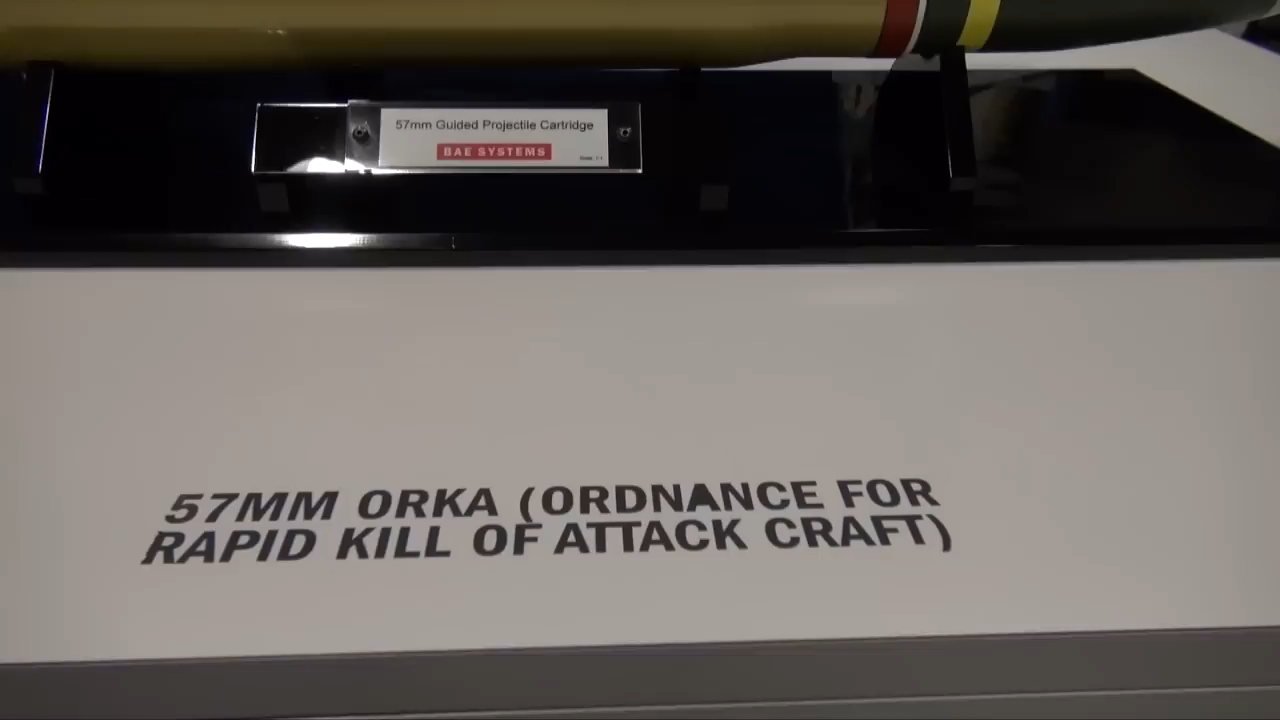 57mm Guided Projectile Cartridge
BAE SYSTEMS
57MM ORKA (ORDNANCE FOR
RAPID KILL OF ATTACK CRAFT)